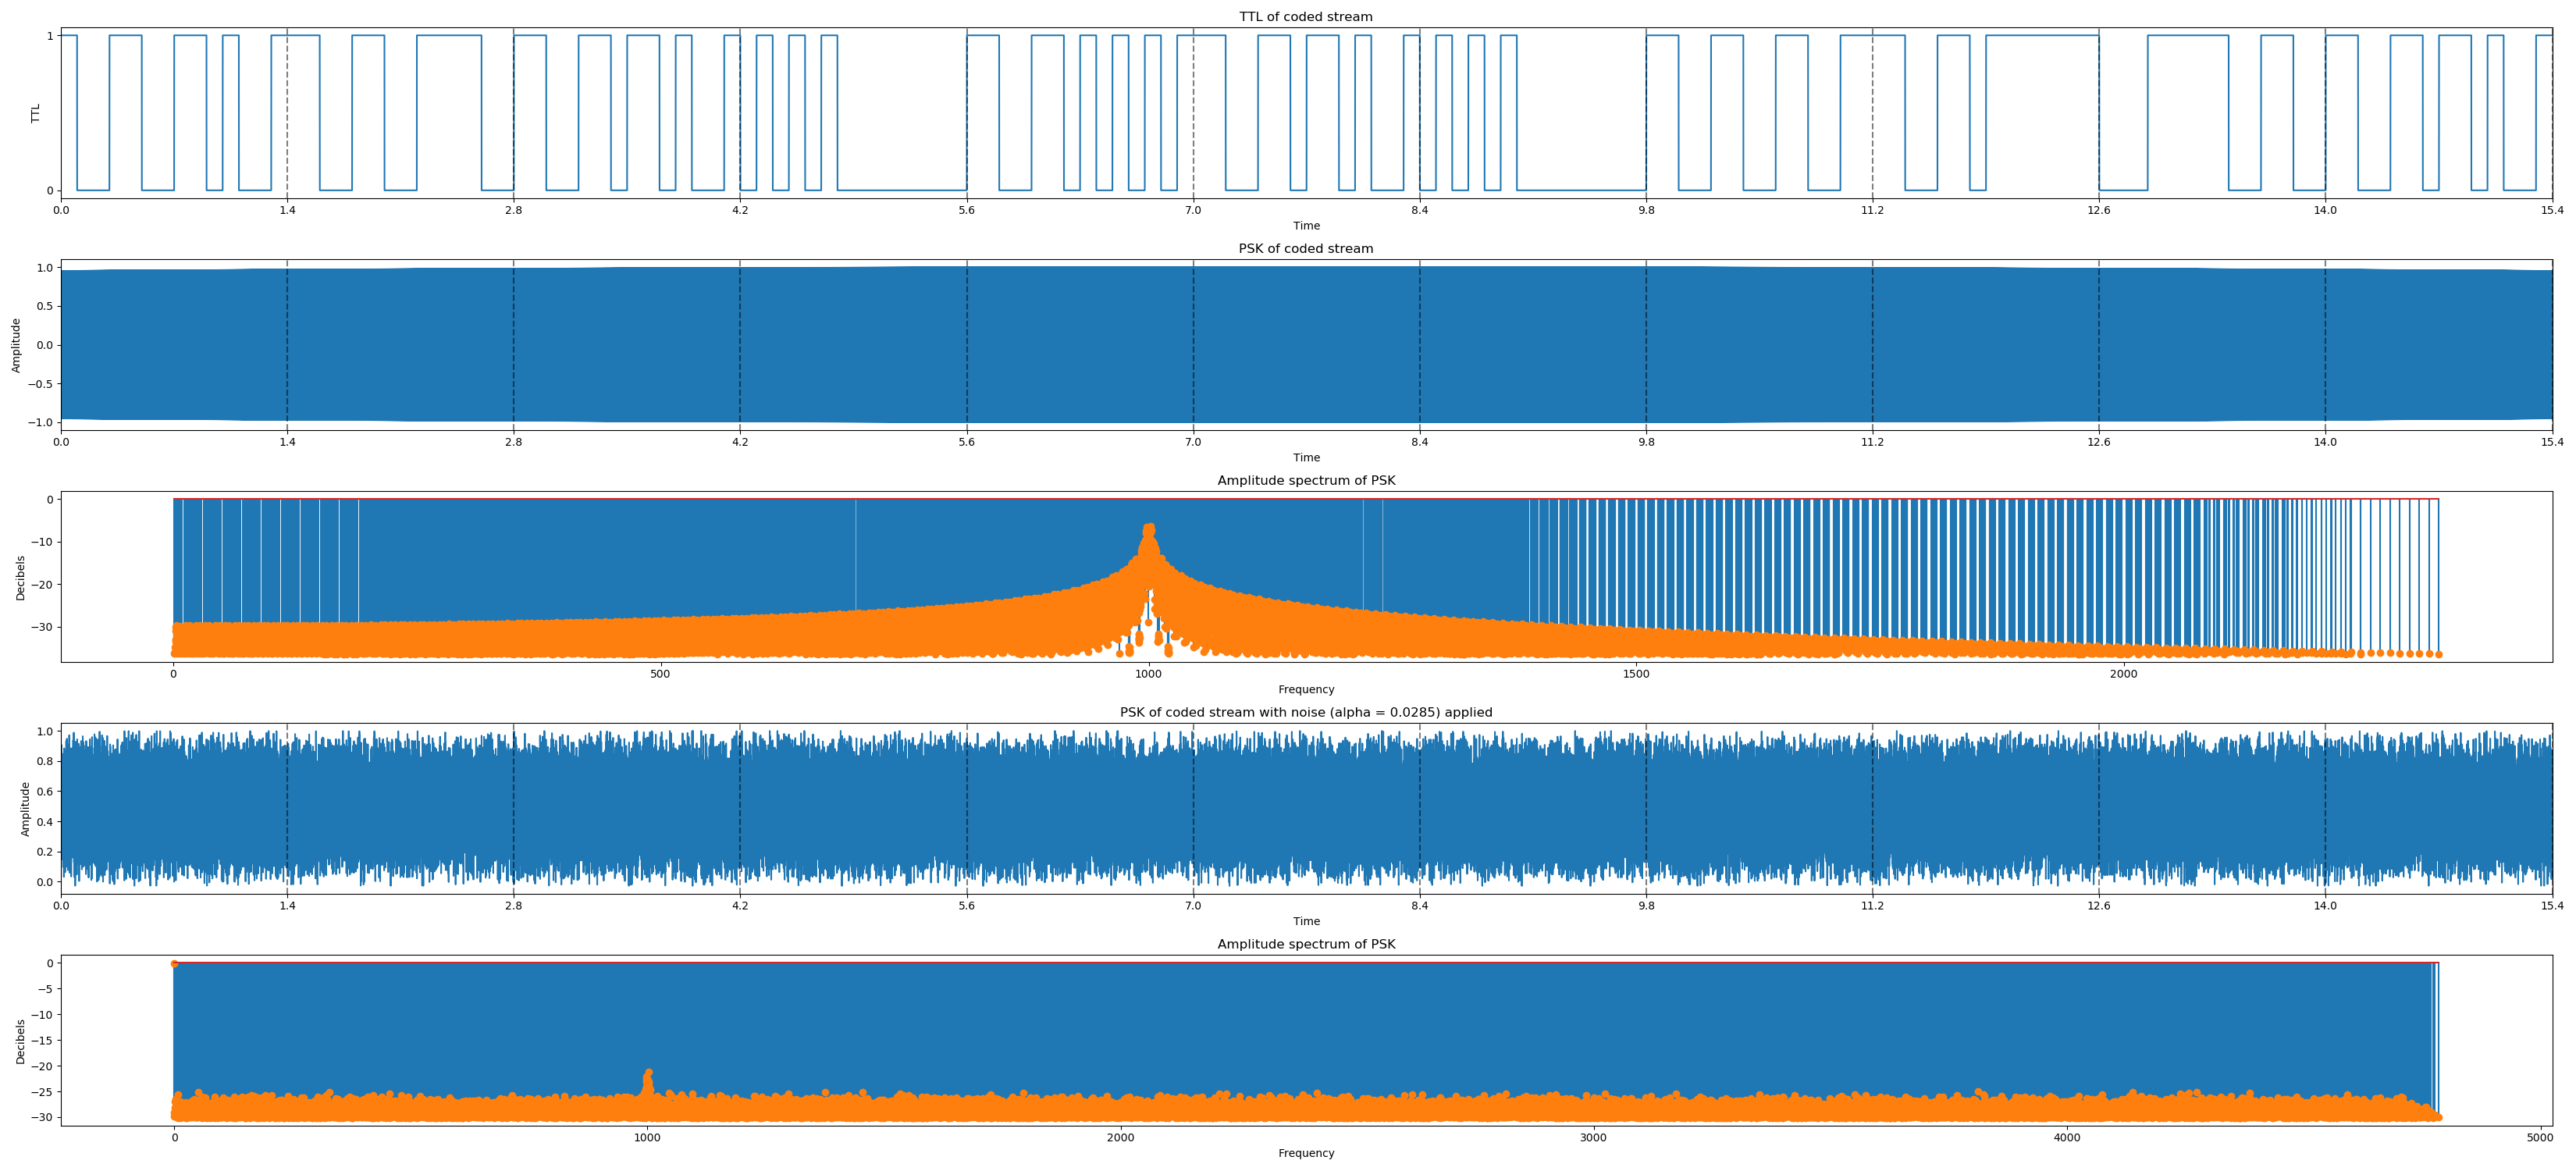 TTL of coded stream
1
TTL
0
0.0 1.4 2.8 4.2 5.6 7.0 8.4 9.8 11.2 12.6 14.0 15.4
Time
PSK of coded stream
1.0
0.5
Amplitude
0.0
−0.5
−1.0
0.0 1.4 2.8 4.2 5.6 7.0 8.4 9.8 11.2 12.6 14.0 15.4
Time
Amplitude spectrum of PSK
0
−10
Decibels
−20
−30
0 500 1000 1500 2000
Frequency
PSK of coded stream with noise (alpha = 0.0285) applied
1.0
0.8
Amplitude
0.6
0.4
0.2
0.0
0.0 1.4 2.8 4.2 5.6 7.0 8.4 9.8 11.2 12.6 14.0 15.4
Time
Amplitude spectrum of PSK
0
−5
−10
Decibels
−15
−20
−25
−30
0 1000 2000 3000 4000 5000
Frequency